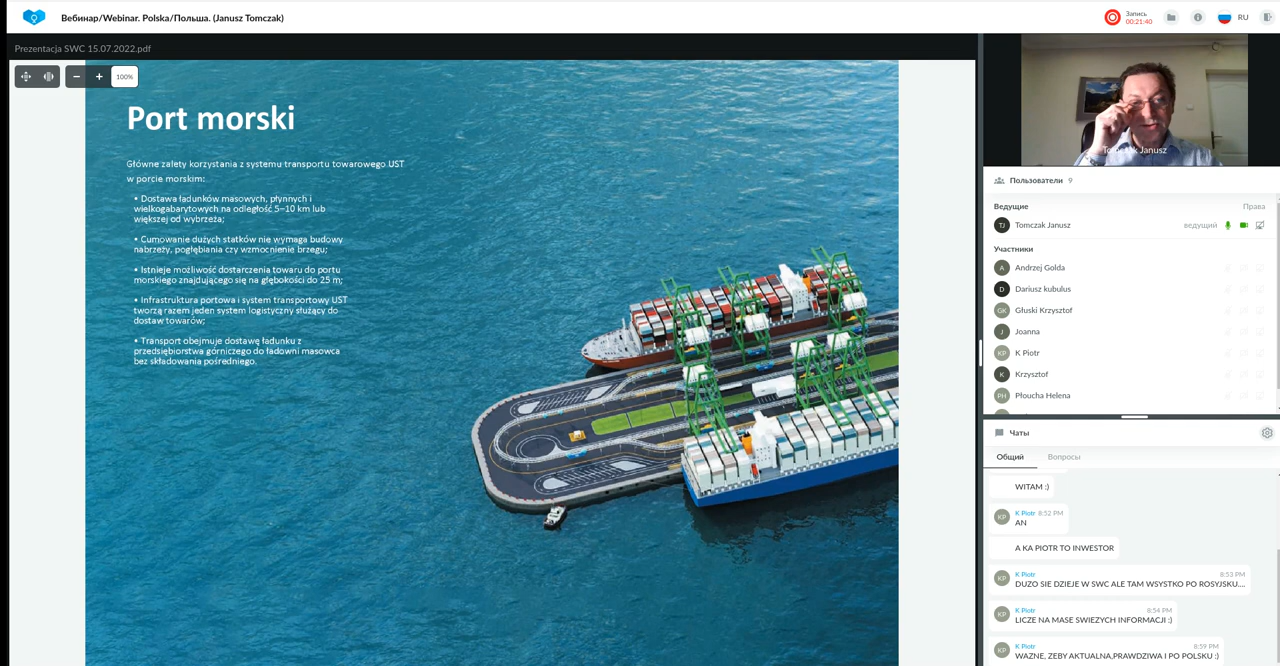 Вебинар/Webinar. Polska/Польша. (Janusz Tomczak)
Запись
00:21:40
RU
Prezentacja SWC 15.07.2022.pdf
100%
Port morski
Główne zalety korzystania z systemu transportu towarowego UST
w porcie morskim:
• Dostawa ładunków masowych, płynnych i
wielkogabarytowych na odległość 5–10 km lub
większej od wybrzeża;
• Cumowanie dużych statków nie wymaga budowy
nabrzeży, pogłębiania czy wzmocnienie brzegu;
• Istnieje możliwość dostarczenia towaru do portu
morskiego znajdującego się na głębokości do 25 m;
• Infrastruktura portowa i system transportowy UST
tworzą razem jeden system logistyczny służący do
dostaw towarów;
• Transport obejmuje dostawę ładunku z
przedsiębiorstwa górniczego do ładowni masowca
bez składowania pośredniego.
Tomczak Janusz
Пользователи 9
Ведущие Права
TJ Tomczak Janusz ведущий
Участники
A Andrzej Golda
D Dariusz kubulus
GK Głuski Krzysztof
J Joanna
KP K Piotr
K Krzysztof
PH Płoucha Helena
Чаты
Общий Вопросы
WITAM :)
KP K Piotr 8:52 PM
AN
A KA PIOTR TO INWESTOR
KP K Piotr 8:53 PM
DUZO SIE DZIEJE W SWC ALE TAM WSYSTKO PO ROSYJSKU....
KP K Piotr 8:54 PM
LICZE NA MASE SWIEZYCH INFORMACJI :)
KP K Piotr 8:59 PM
WAZNE, ZEBY AKTUALNA,PRAWDZIWA I PO POLSKU :)